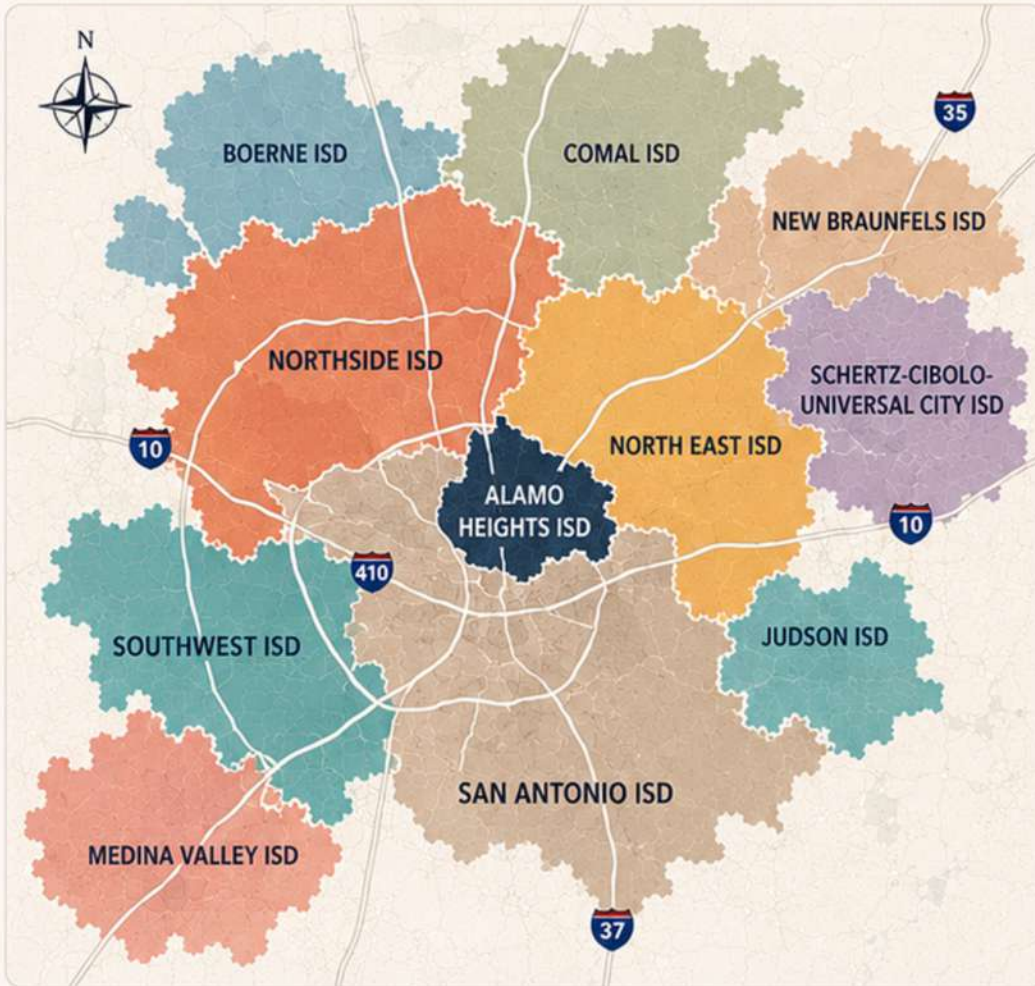 N
35
BOERNE ISD
COMAL ISD
NEW BRAUNFELS ISD
NORTHSIDE ISD
SCHERTZ-CIBOLO-
UNIVERSAL CITY ISD
10
NORTH EAST ISD
ALAMO
HEIGHTS ISD
10
410
SOUTHWEST ISD
JUDSON ISD
SAN ANTONIO ISD
MEDINA VALLEY ISD
37